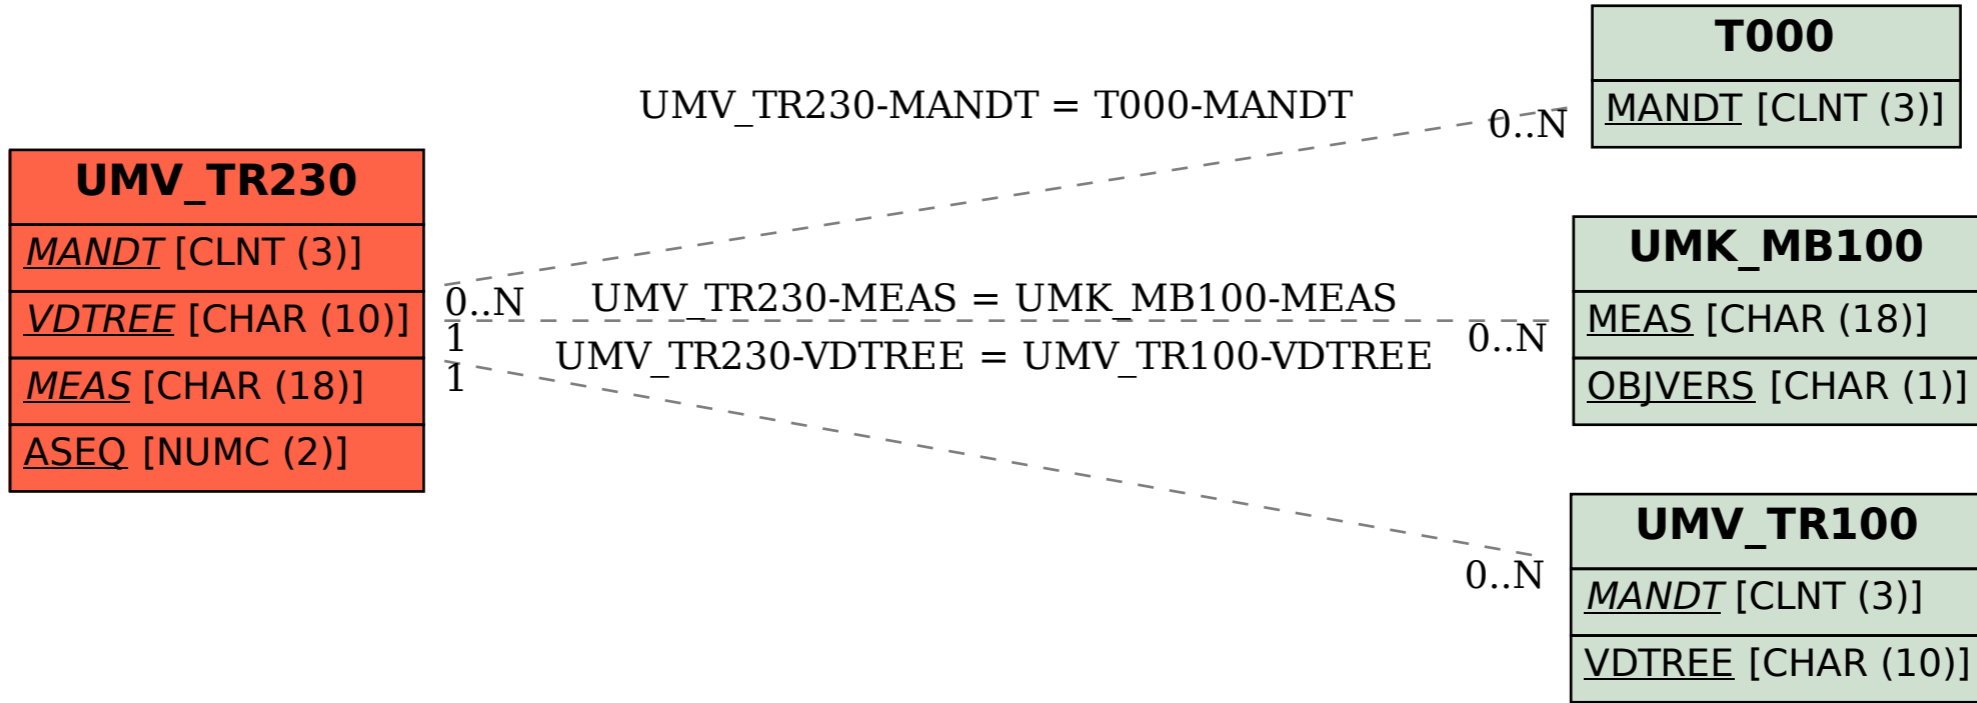 UMV_TR230
MANDT [CLNT (3)]
VDTREE [CHAR (10)]
MEAS [CHAR (18)]
ASEQ [NUMC (2)]
UMV_TR230-MANDT = T000-MANDT
0..N
0..N
UMV_TR230-MEAS = UMK_MB100-MEAS
1
0..N
UMV_TR230-VDTREE = UMV_TR100-VDTREE
1
0..N
T000
MANDT [CLNT (3)]
UMK_MB100
MEAS [CHAR (18)]
OBJVERS [CHAR (1)]
UMV_TR100
MANDT [CLNT (3)]
VDTREE [CHAR (10)]